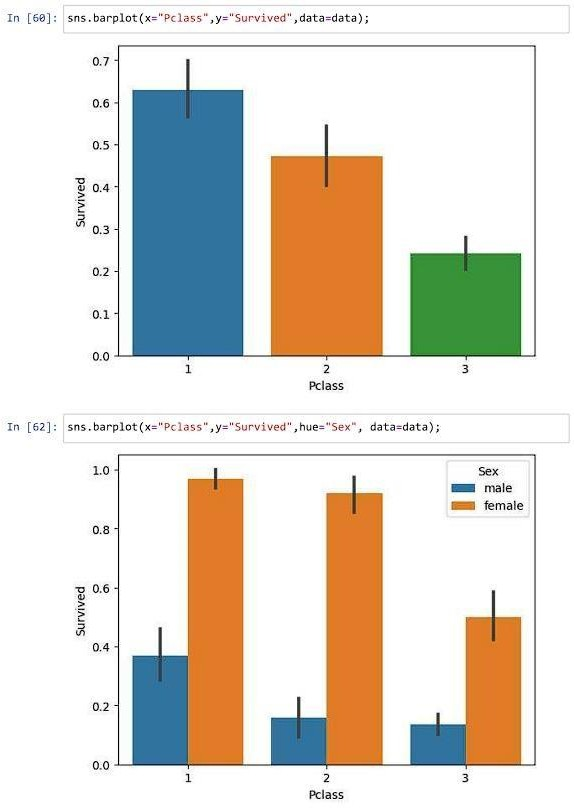 In [60]: sns.barplot(x="Pclass",y="Survived",data=data);
0.7
0.6
0.5
0.4
0.3
0.2
0.1
0.0
Survived
1 2 3
Pclass
In [62]: sns.barplot(x="Pclass",y="Survived",hue="Sex", data=data);
1.0
0.8
0.6
0.4
0.2
0.0
Survived
Sex
male
female
1 2 3
Pclass